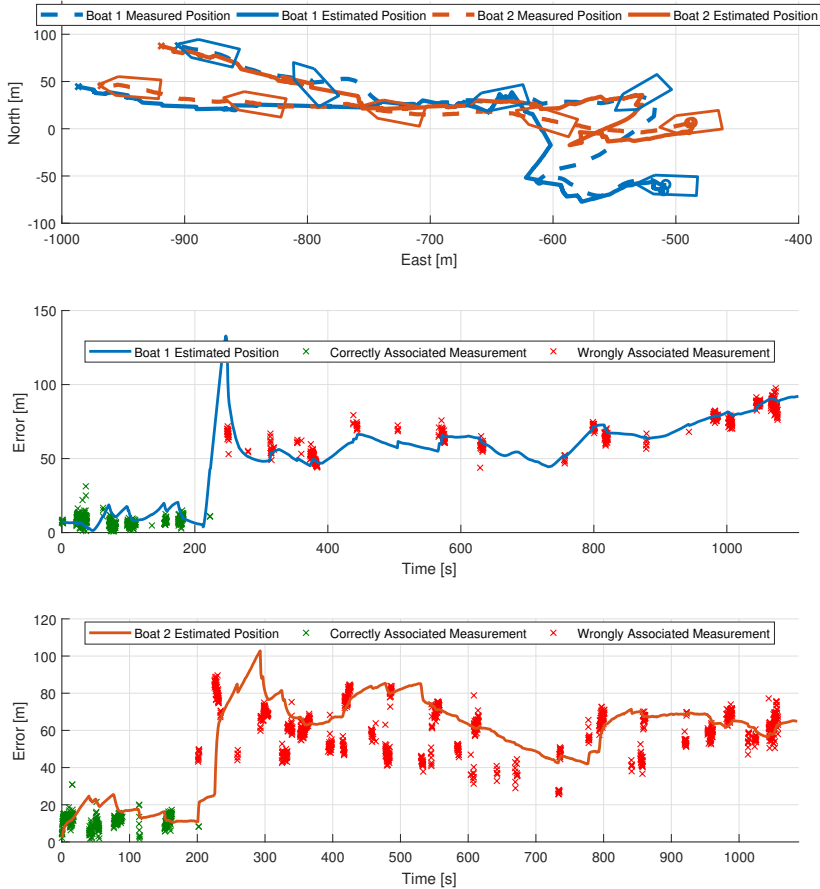 Boat 1 Measured Position Boat 1 Estimated Position Boat 2 Measured Position Boat 2 Estimated Position
100
50
0
-50
-100
North [m]
-1000 -900 -800 -700 -600 -500 -400
East [m]
150
100
50
0
Error [m]
Boat 1 Estimated Position Correctly Associated Measurement Wrongly Associated Measurement
0 200 400 600 800 1000
Time [s]
120
100
80
60
40
20
0
Error [m]
Boat 2 Estimated Position Correctly Associated Measurement Wrongly Associated Measurement
0 100 200 300 400 500 600 700 800 900 1000
Time [s]